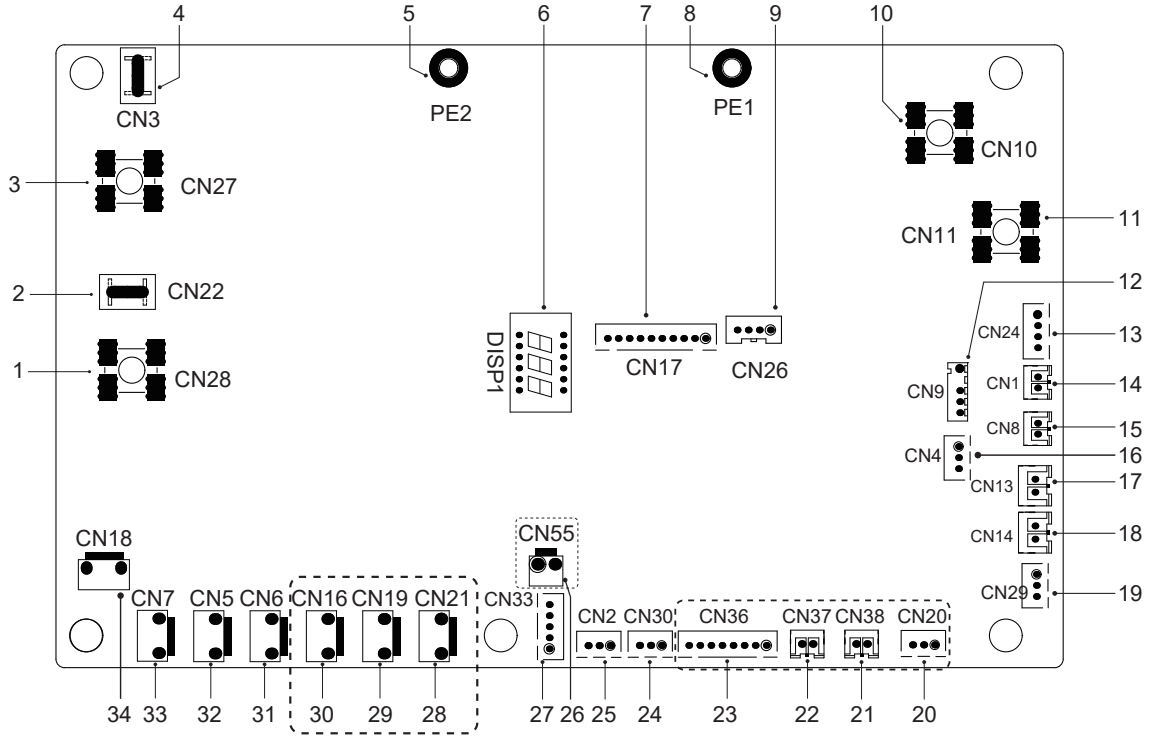 4 5 6 7 8 9 10
CN3
PE2
PE1
CN10
3
CN27
11
CN11
2
CN22
12
DISP1
CN17
CN26
CN24
13
1
CN28
CN9
CN1
14
CN8
15
CN4
16
CN13
17
CN18
CN55
CN14
18
CN7 CN5 CN6 CN16 CN19 CN21 CN33 CN2 CN30 CN36 CN37 CN38 CN20
CN29
19
34 33 32 31 30 29 28 27 26 25 24 23 22 21 20